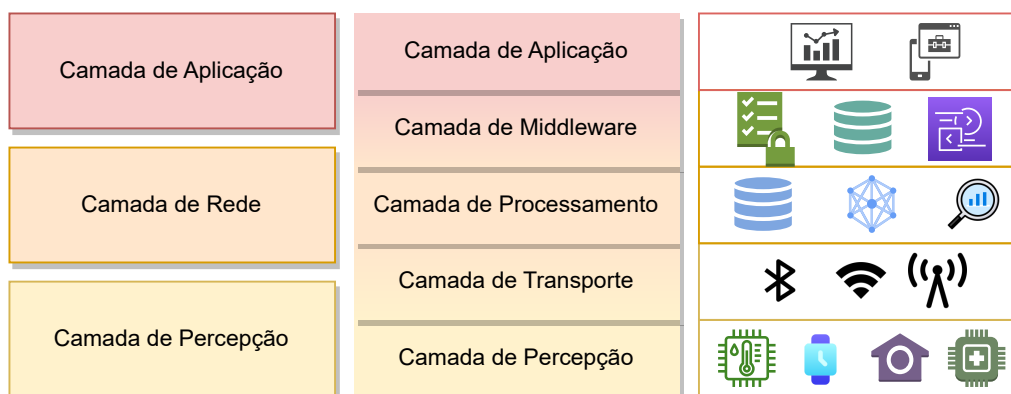 Camada de Aplicação
Camada de Rede
Camada de Percepção
Camada de Aplicação
Camada de Middleware
Camada de Processamento
Camada de Transporte
Camada de Percepção